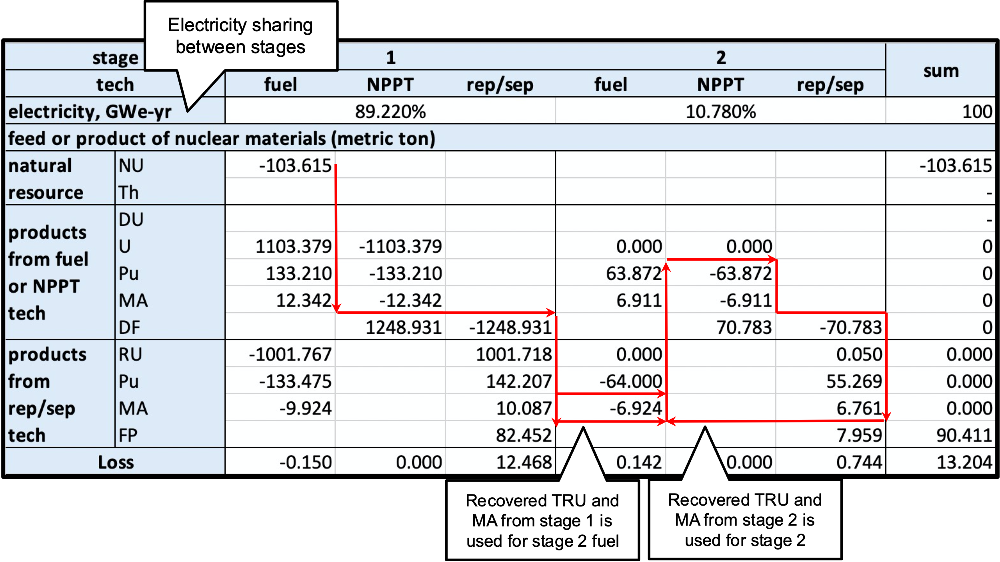 Electricity sharing
between stages
stage 1 2 sum
tech fuel NPPT rep/sep fuel NPPT rep/sep
electricity, GWe-yr 89.220% 10.780% 100
feed or product of nuclear materials (metric ton)
natural NU -103.615 -103.615
resource Th -
products from fuel or NPPT tech
DU -
U 1103.379 -1103.379 0.000 0.000 0
Pu 133.210 -133.210 63.872 -63.872 0
MA 12.342 -12.342 6.911 -6.911 0
DF 1248.931 -1248.931 70.783 -70.783 0
products RU -1001.767 1001.718 0.000 0.050 0.000
from Pu -133.475 142.207 -64.000 55.269 0.000
rep/sep MA -9.924 10.087 -6.924 6.761 0.000
tech FP 82.452 7.959 90.411
Loss -0.150 0.000 12.468 0.142 0.000 0.744 13.204
Recovered TRU and
MA from stage 1 is
used for stage 2 fuel
Recovered TRU and
MA from stage 2 is
used for stage 2